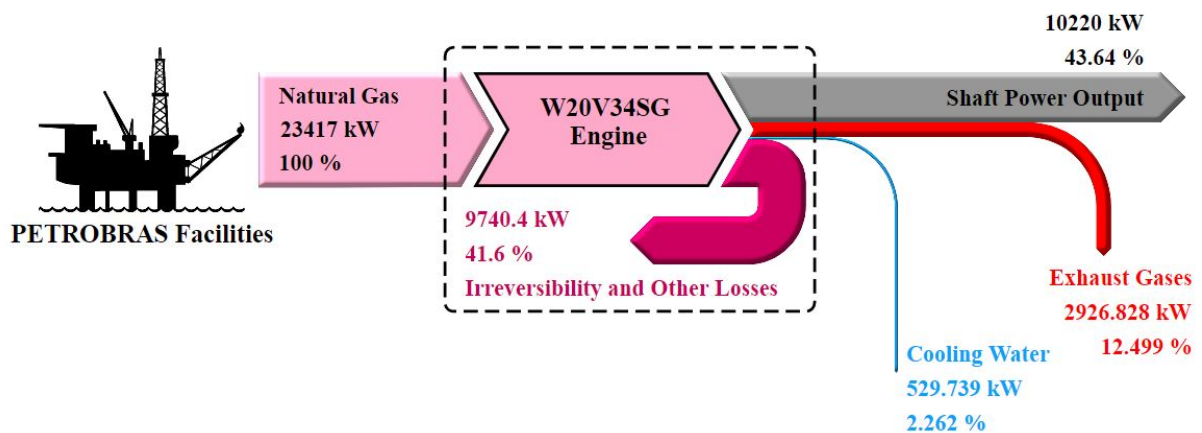 PETROBRAS Facilities
Natural Gas
23417 kW
100 %
W20V34SG
Engine
9740.4 kW
41.6 %
Irreversibility and Other Losses
10220 kW
43.64 %
Shaft Power Output
Exhaust Gases
2926.828 kW
12.499 %
Cooling Water
529.739 kW
2.262 %